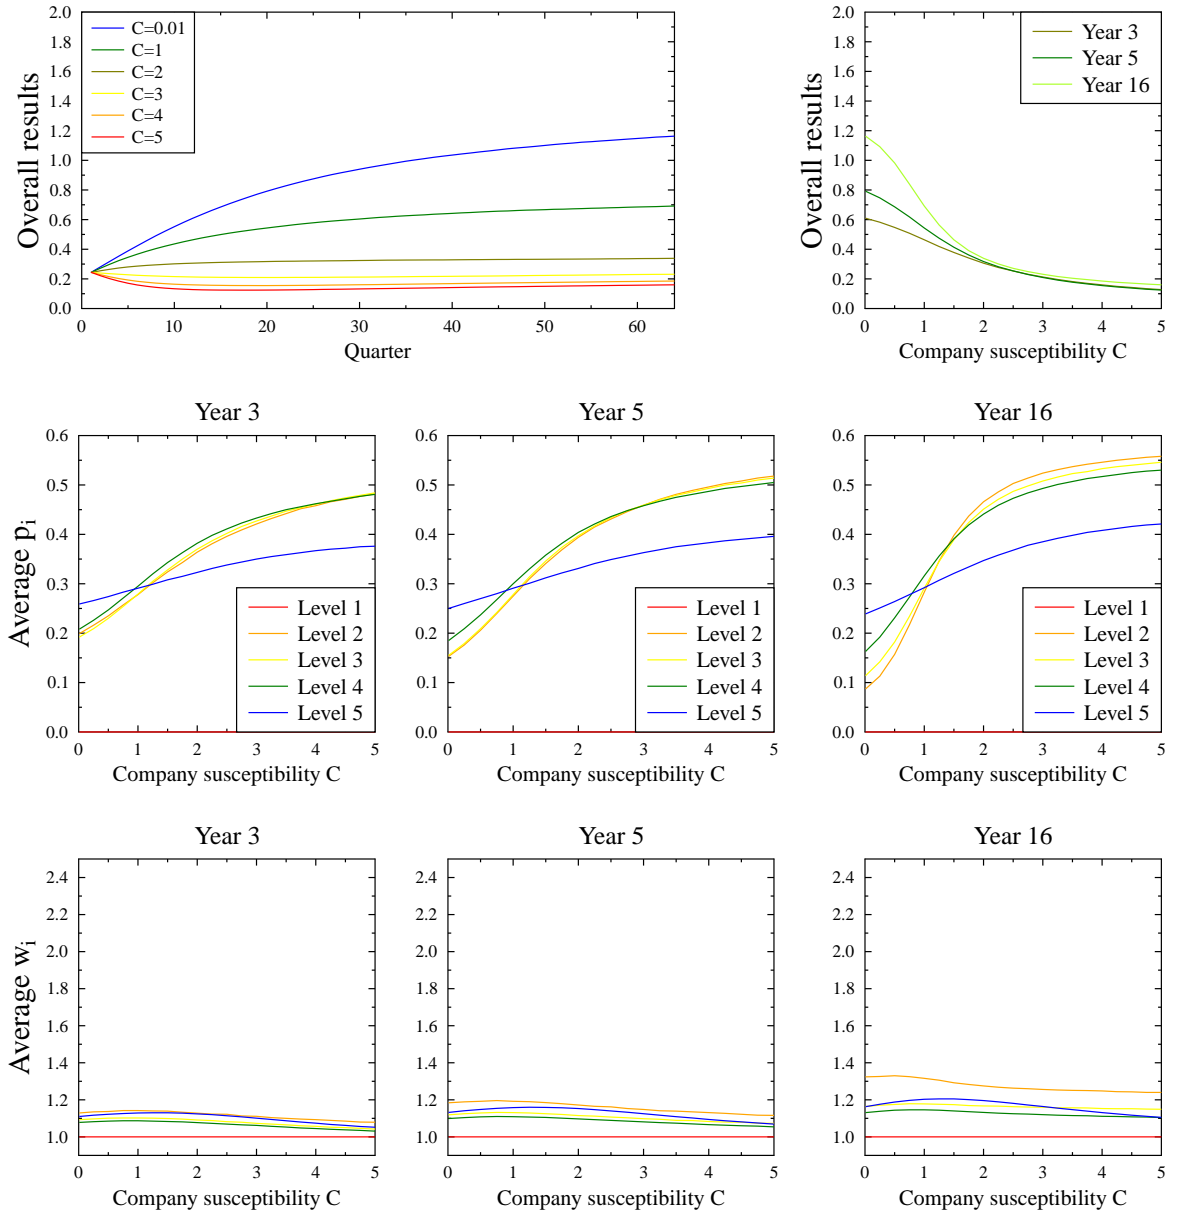 2.0
1.8
1.6
1.4
1.2
1.0
0.8
0.6
0.4
0.2
0.0
Overall results
C=0.01
C=1
C=2
C=3
C=4
C=5
0 10 20 30 40 50 60
Quarter
2.0
1.8
1.6
1.4
1.2
1.0
0.8
0.6
0.4
0.2
0.0
Overall results
Year 3
Year 5
Year 16
0 1 2 3 4 5
Company susceptibility C
Year 3
0.6
0.5
0.4
0.3
0.2
0.1
0.0
Average p_i
Level 1
Level 2
Level 3
Level 4
Level 5
0 1 2 3 4 5
Company susceptibility C
Year 5
0.6
0.5
0.4
0.3
0.2
0.1
0.0
Level 1
Level 2
Level 3
Level 4
Level 5
0 1 2 3 4 5
Company susceptibility C
Year 16
0.6
0.5
0.4
0.3
0.2
0.1
0.0
Level 1
Level 2
Level 3
Level 4
Level 5
0 1 2 3 4 5
Company susceptibility C
Year 3
2.4
2.2
2.0
1.8
1.6
1.4
1.2
1.0
Average w_i
0 1 2 3 4 5
Company susceptibility C
Year 5
2.4
2.2
2.0
1.8
1.6
1.4
1.2
1.0
0 1 2 3 4 5
Company susceptibility C
Year 16
2.4
2.2
2.0
1.8
1.6
1.4
1.2
1.0
0 1 2 3 4 5
Company susceptibility C